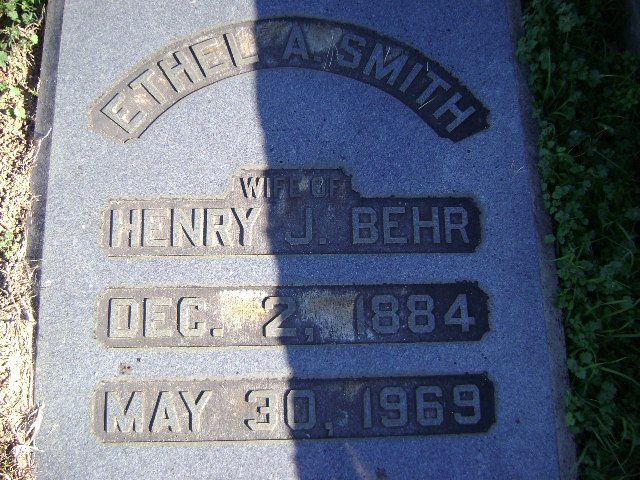 ETHEL A. SMITH
WIFE OF
HENRY J. BEHR
DEC. 2, 1884
MAY 30, 1969